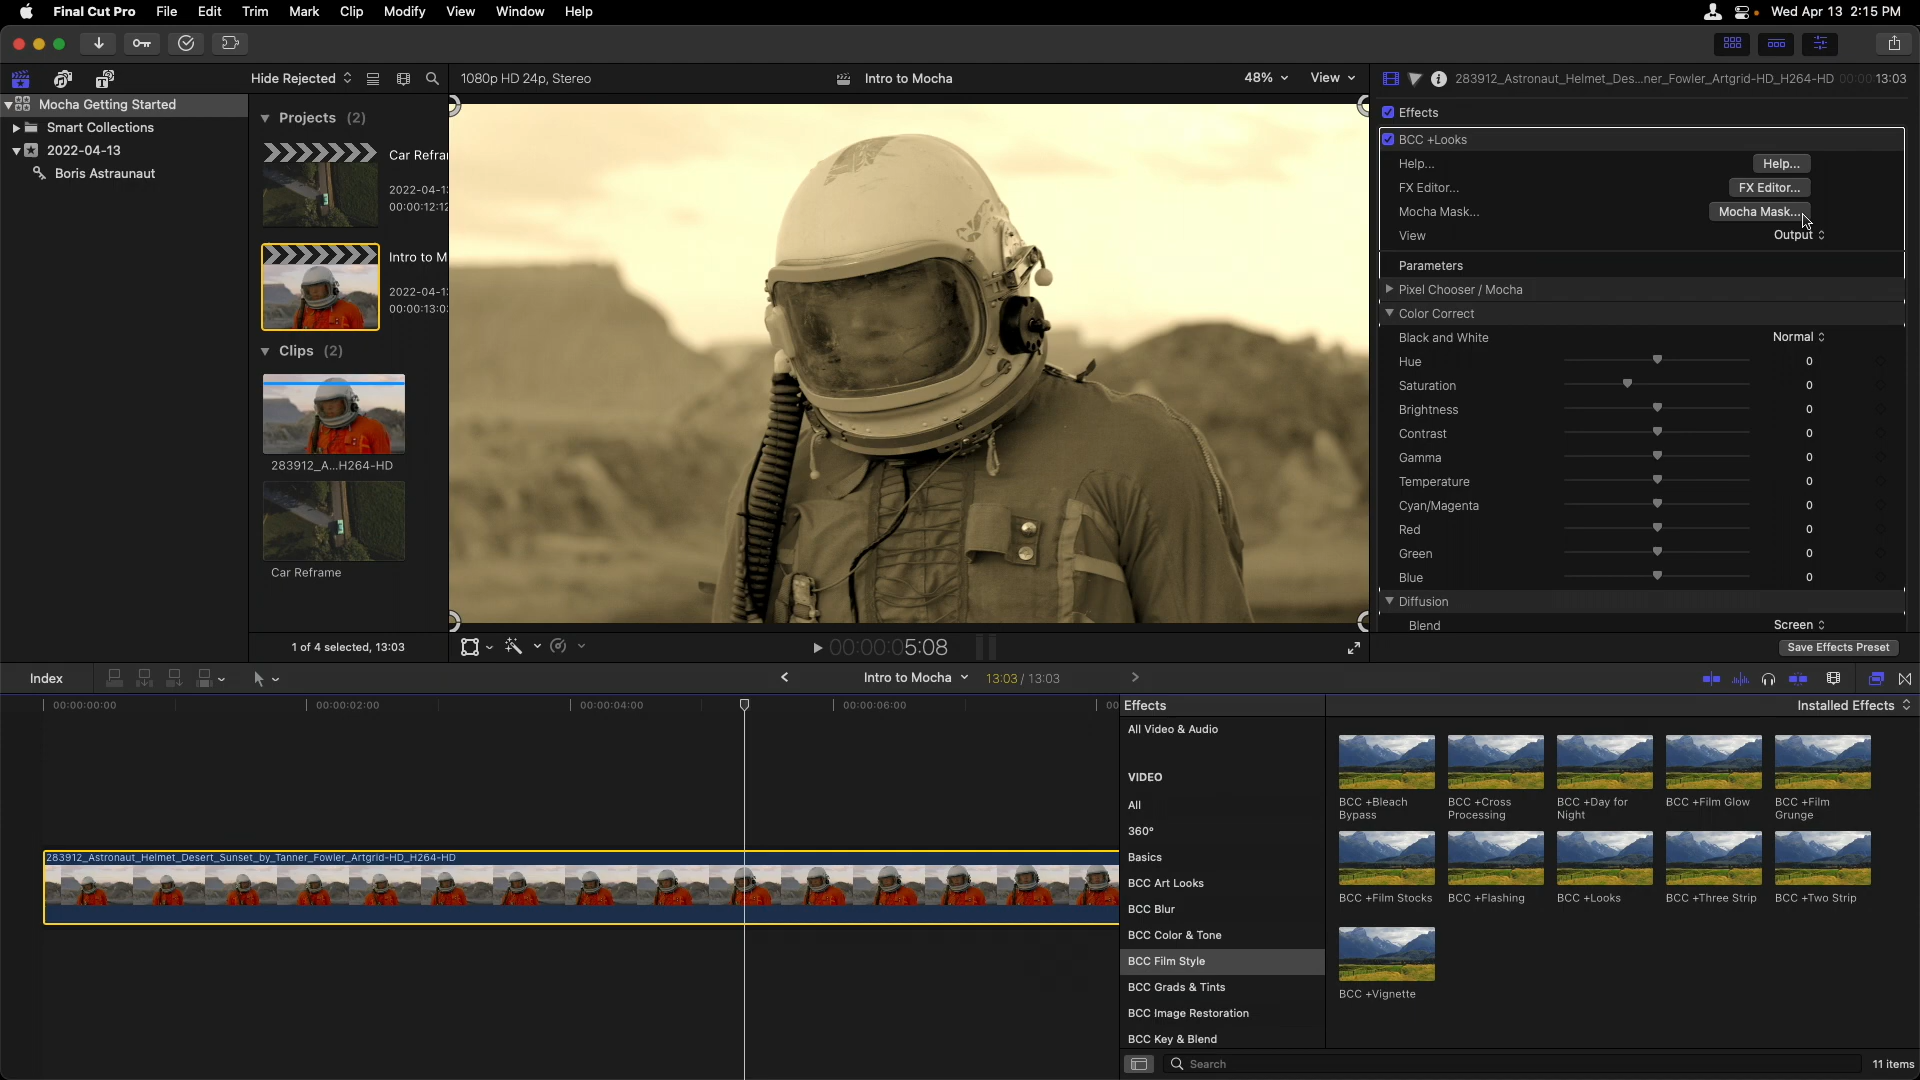 Final Cut Pro File Edit Trim Mark Clip Modify View Window Help
Wed Apr 13 2:15 PM
Hide Rejected
1080p HD 24p, Stereo
Intro to Mocha
48%
View
283912_Astronaut_Helmet_Des...ner_Fowler_Artgrid-HD_H264-HD
00:00:13:03
Mocha Getting Started
Smart Collections
2022-04-13
Boris Astraunaut
Projects (2)
Car Refrai
2022-04-1
00:00:12:12
Intro to M
2022-04-1
00:00:13:0
Clips (2)
283912_A...H264-HD
Car Reframe
1 of 4 selected, 13:03
00:00:05:08
Effects
BCC +Looks
Help...
Help...
FX Editor...
FX Editor...
Mocha Mask...
Mocha Mask...
View
Output
Parameters
Pixel Chooser / Mocha
Color Correct
Black and White
Normal
Hue 0
Saturation 0
Brightness 0
Contrast 0
Gamma 0
Temperature 0
Cyan/Magenta 0
Red 0
Green 0
Blue 0
Diffusion
Blend
Screen
Save Effects Preset
Index
Intro to Mocha
13:03 / 13:03
00:00:00:00
00:00:02:00
00:00:04:00
00:00:06:00
00
283912_Astronaut_Helmet_Desert_Sunset_by_Tanner_Fowler_Artgrid-HD_H264-HD
Effects
Installed Effects
All Video & Audio
VIDEO
All
360°
Basics
BCC Art Looks
BCC Blur
BCC Color & Tone
BCC Film Style
BCC Grads & Tints
BCC Image Restoration
BCC Key & Blend
BCC +Bleach Bypass
BCC +Cross Processing
BCC +Day for Night
BCC +Film Glow
BCC +Film Grunge
BCC +Film Stocks
BCC +Flashing
BCC +Looks
BCC +Three Strip
BCC +Two Strip
BCC +Vignette
Search
11 items